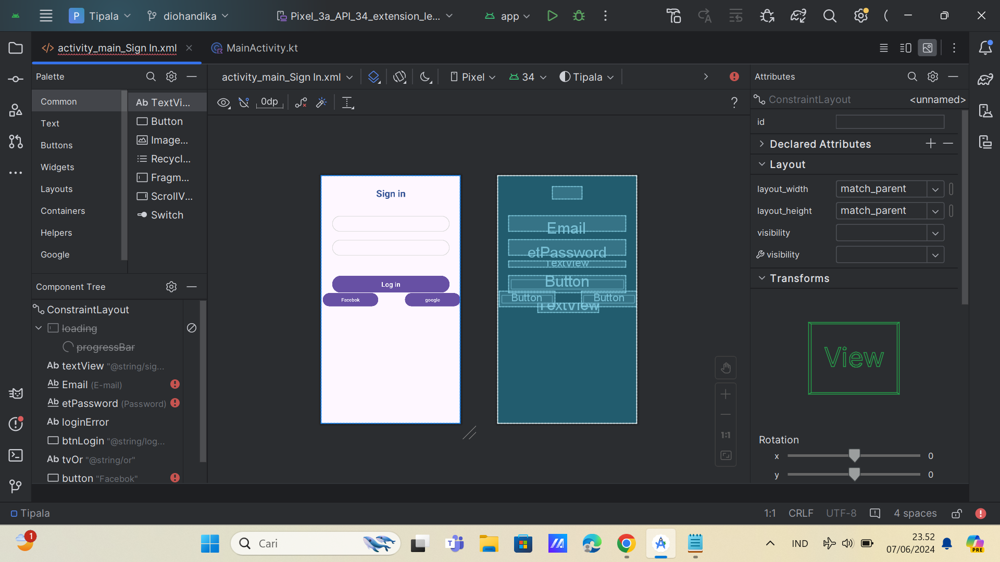 P Tipala diohandika Pixel_3a_API_34_extension_le... app
activity_main_Sign In.xml MainActivity.kt
Palette
Common
Text
Buttons
Widgets
Layouts
Containers
Helpers
Google
Ab TextVi...
Button
Image...
Recycl...
Fragm...
ScrollV...
Switch
activity_main_Sign In.xml Pixel 34 Tipala
0dp ?
Sign in
Log in
Facebok google
Email
etPassword
TextView
Button
Button Button
TextView
1:1
Component Tree
ConstraintLayout
loading
progressBar
Ab textView "@string/sig...
Ab Email (E-mail)
Ab etPassword (Password)
Ab loginError
btnLogin "@string/log...
Ab tvOr "@string/or"
button "Facebok"
Attributes
ConstraintLayout <unnamed>
id
Declared Attributes
Layout
layout_width match_parent
layout_height match_parent
visibility
visibility
Transforms
View
Rotation
x 0
y 0
Tipala 1:1 CRLF UTF-8 4 spaces
1 Cari T IND 23.52
07/06/2024 PRE